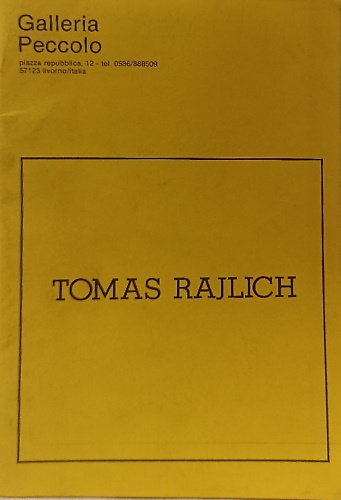 Galleria
Peccolo
piazza repubblica, 12 - tel. 0586/888509
57123 livorno/italia
TOMAS RAJLICH